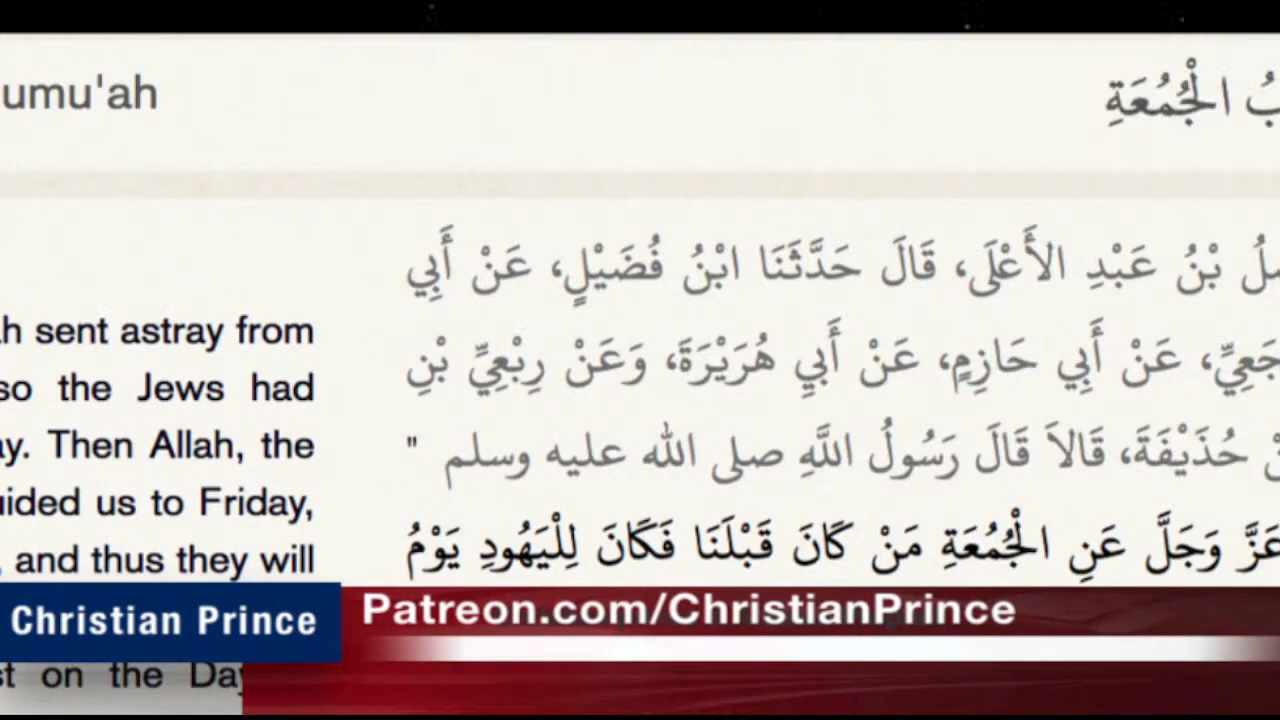 umu'ah
بُ الْجُمُعَةِ
صِلُ بْنُ عَبْدِ الأَعْلَى، قَالَ حَدَّثَنَا ابْنُ فُضَيْلٍ، عَنْ أَبِي
جَعِيِّ، عَنْ أَبِي حَازِمٍ، عَنْ أَبِي هُرَيْرَةَ، وَعَنْ رِبْعِيِّ بْنِ
نْ حُذَيْفَةَ، قَالاَ قَالَ رَسُولُ اللَّهِ صلى الله عليه وسلم "
عَزَّ وَجَلَّ عَنِ الْجُمُعَةِ مَنْ كَانَ قَبْلَنَا فَكَانَ لِلْيَهُودِ يَوْمُ
ah sent astray from
so the Jews had
ay. Then Allah, the
uided us to Friday,
, and thus they will
st on the Day
Christian Prince
Patreon.com/ChristianPrince